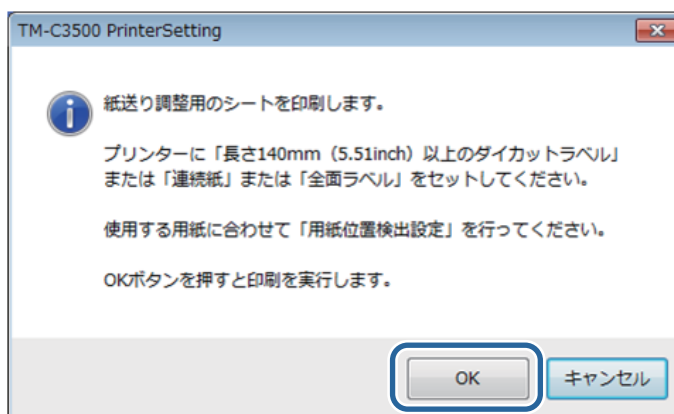 TM-C3500 PrinterSetting
紙送り調整用のシートを印刷します。
プリンターに「長さ140mm（5.51inch）以上のダイカットラベル」
または「連続紙」または「全面ラベル」をセットしてください。
使用する用紙に合わせて「用紙位置検出設定」を行ってください。
OKボタンを押すと印刷を実行します。
OK
キャンセル